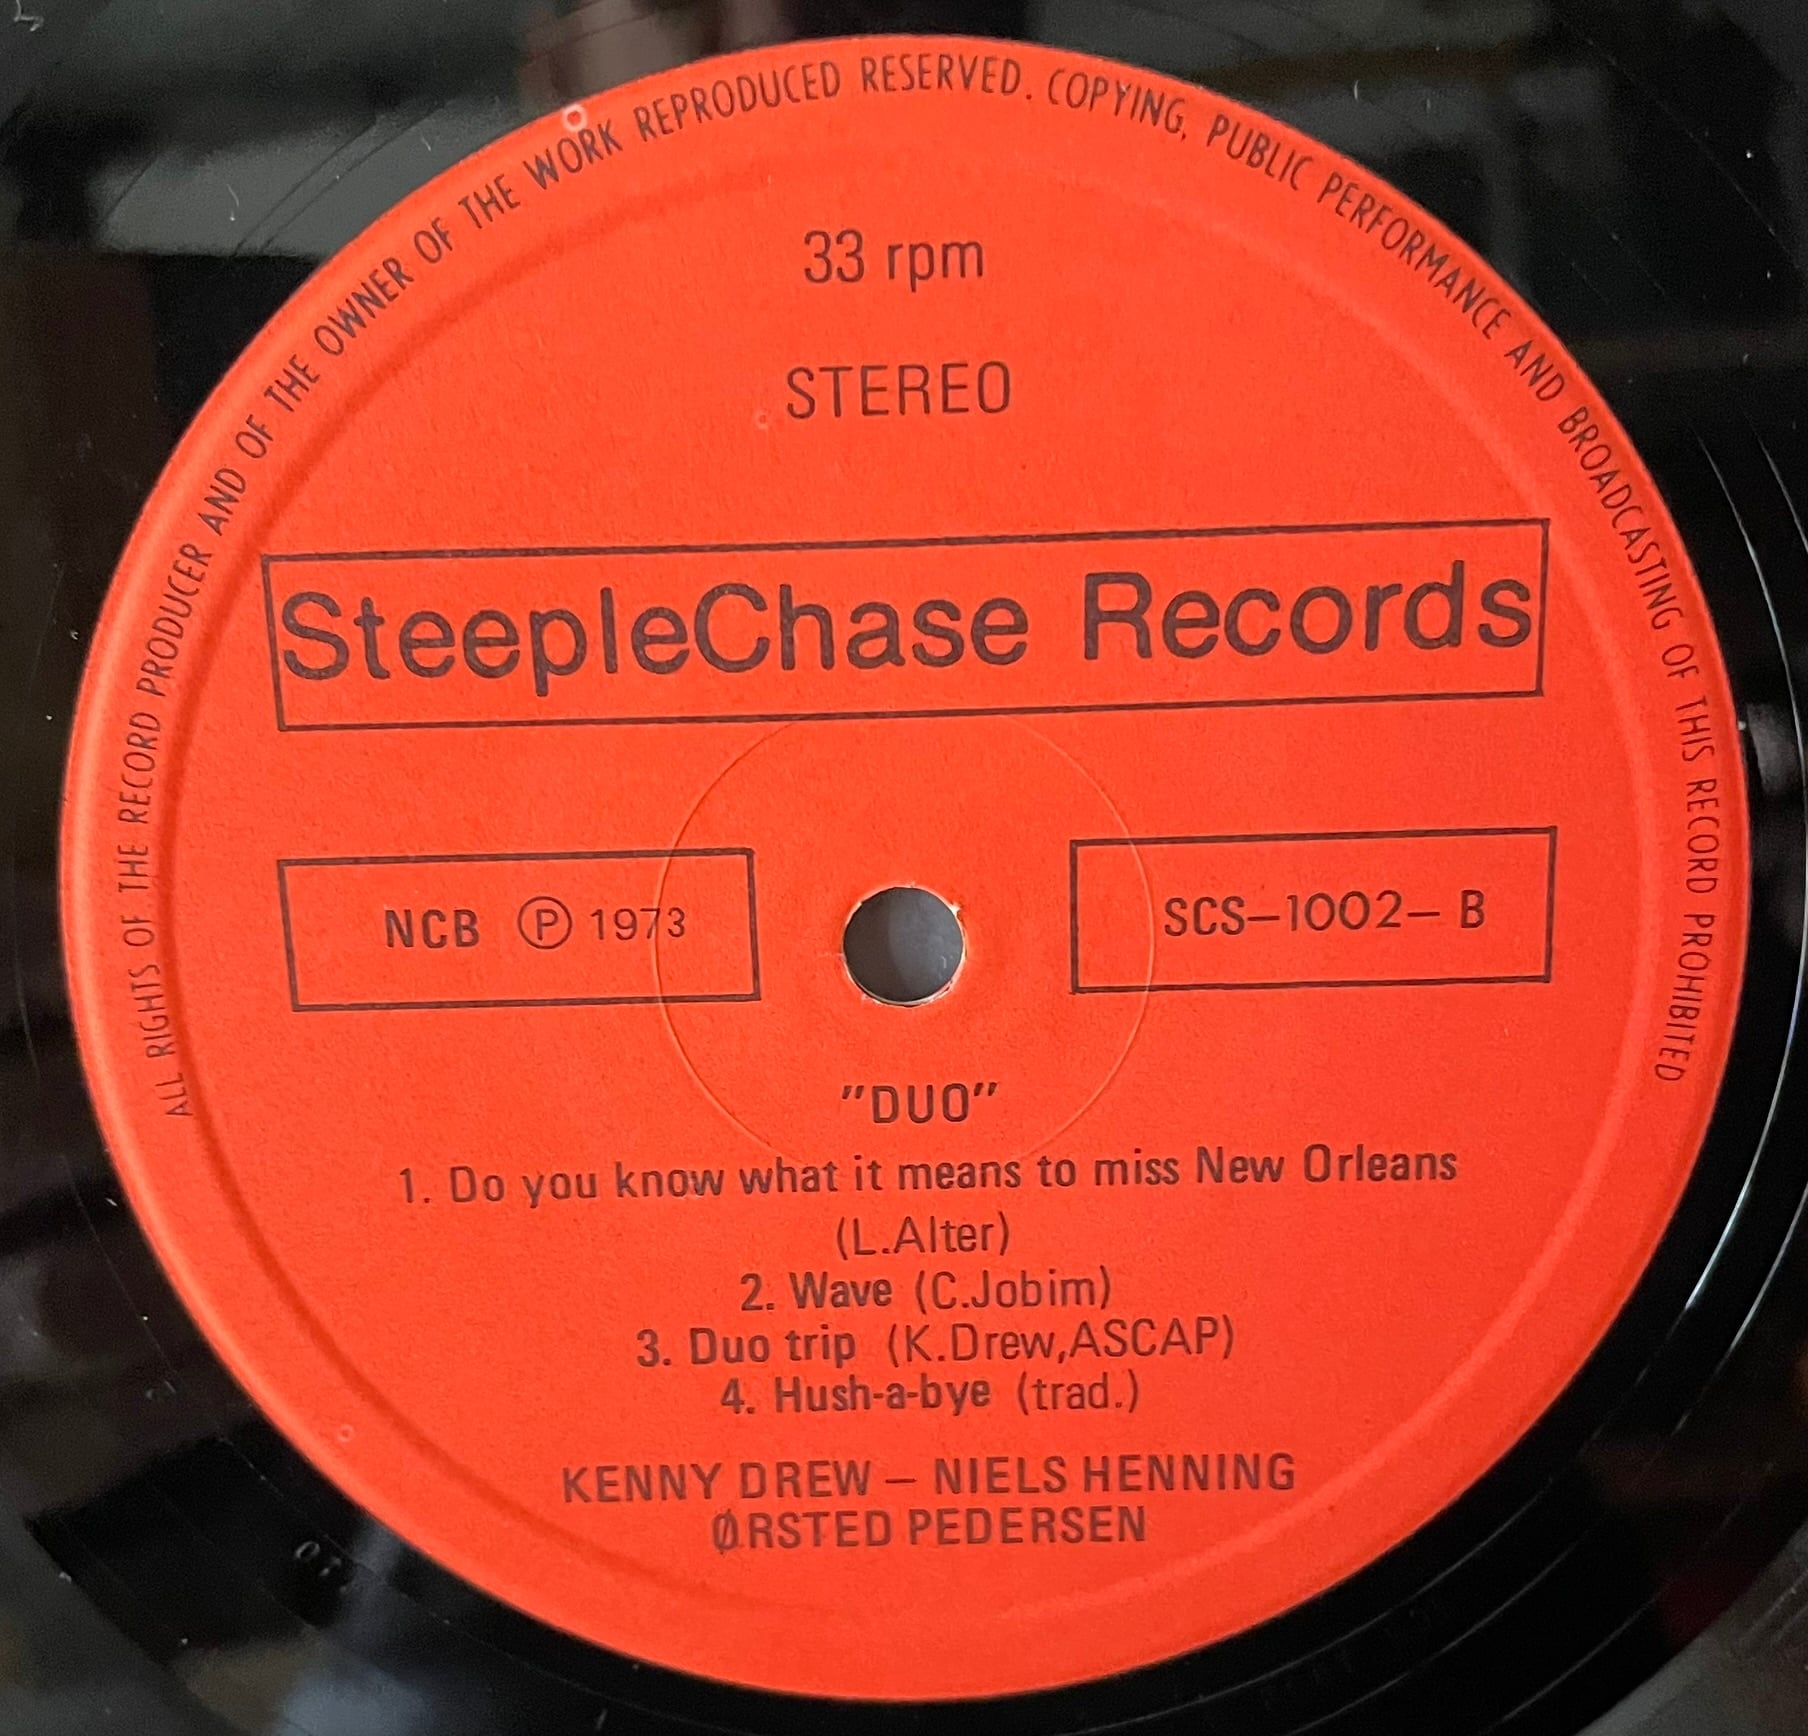 ALL RIGHTS OF THE RECORD PRODUCER AND OF THE OWNER OF THE WORK REPRODUCED RESERVED. COPYING, PUBLIC PERFORMANCE AND BROADCASTING OF THIS RECORD PROHIBITED
33 rpm
STEREO
SteepleChase Records
NCB Ⓟ 1973
SCS-1002- B
"DUO"
1. Do you know what it means to miss New Orleans
(L.Alter)
2. Wave (C.Jobim)
3. Duo trip (K.Drew,ASCAP)
4. Hush-a-bye (trad.)
KENNY DREW – NIELS HENNING
ØRSTED PEDERSEN